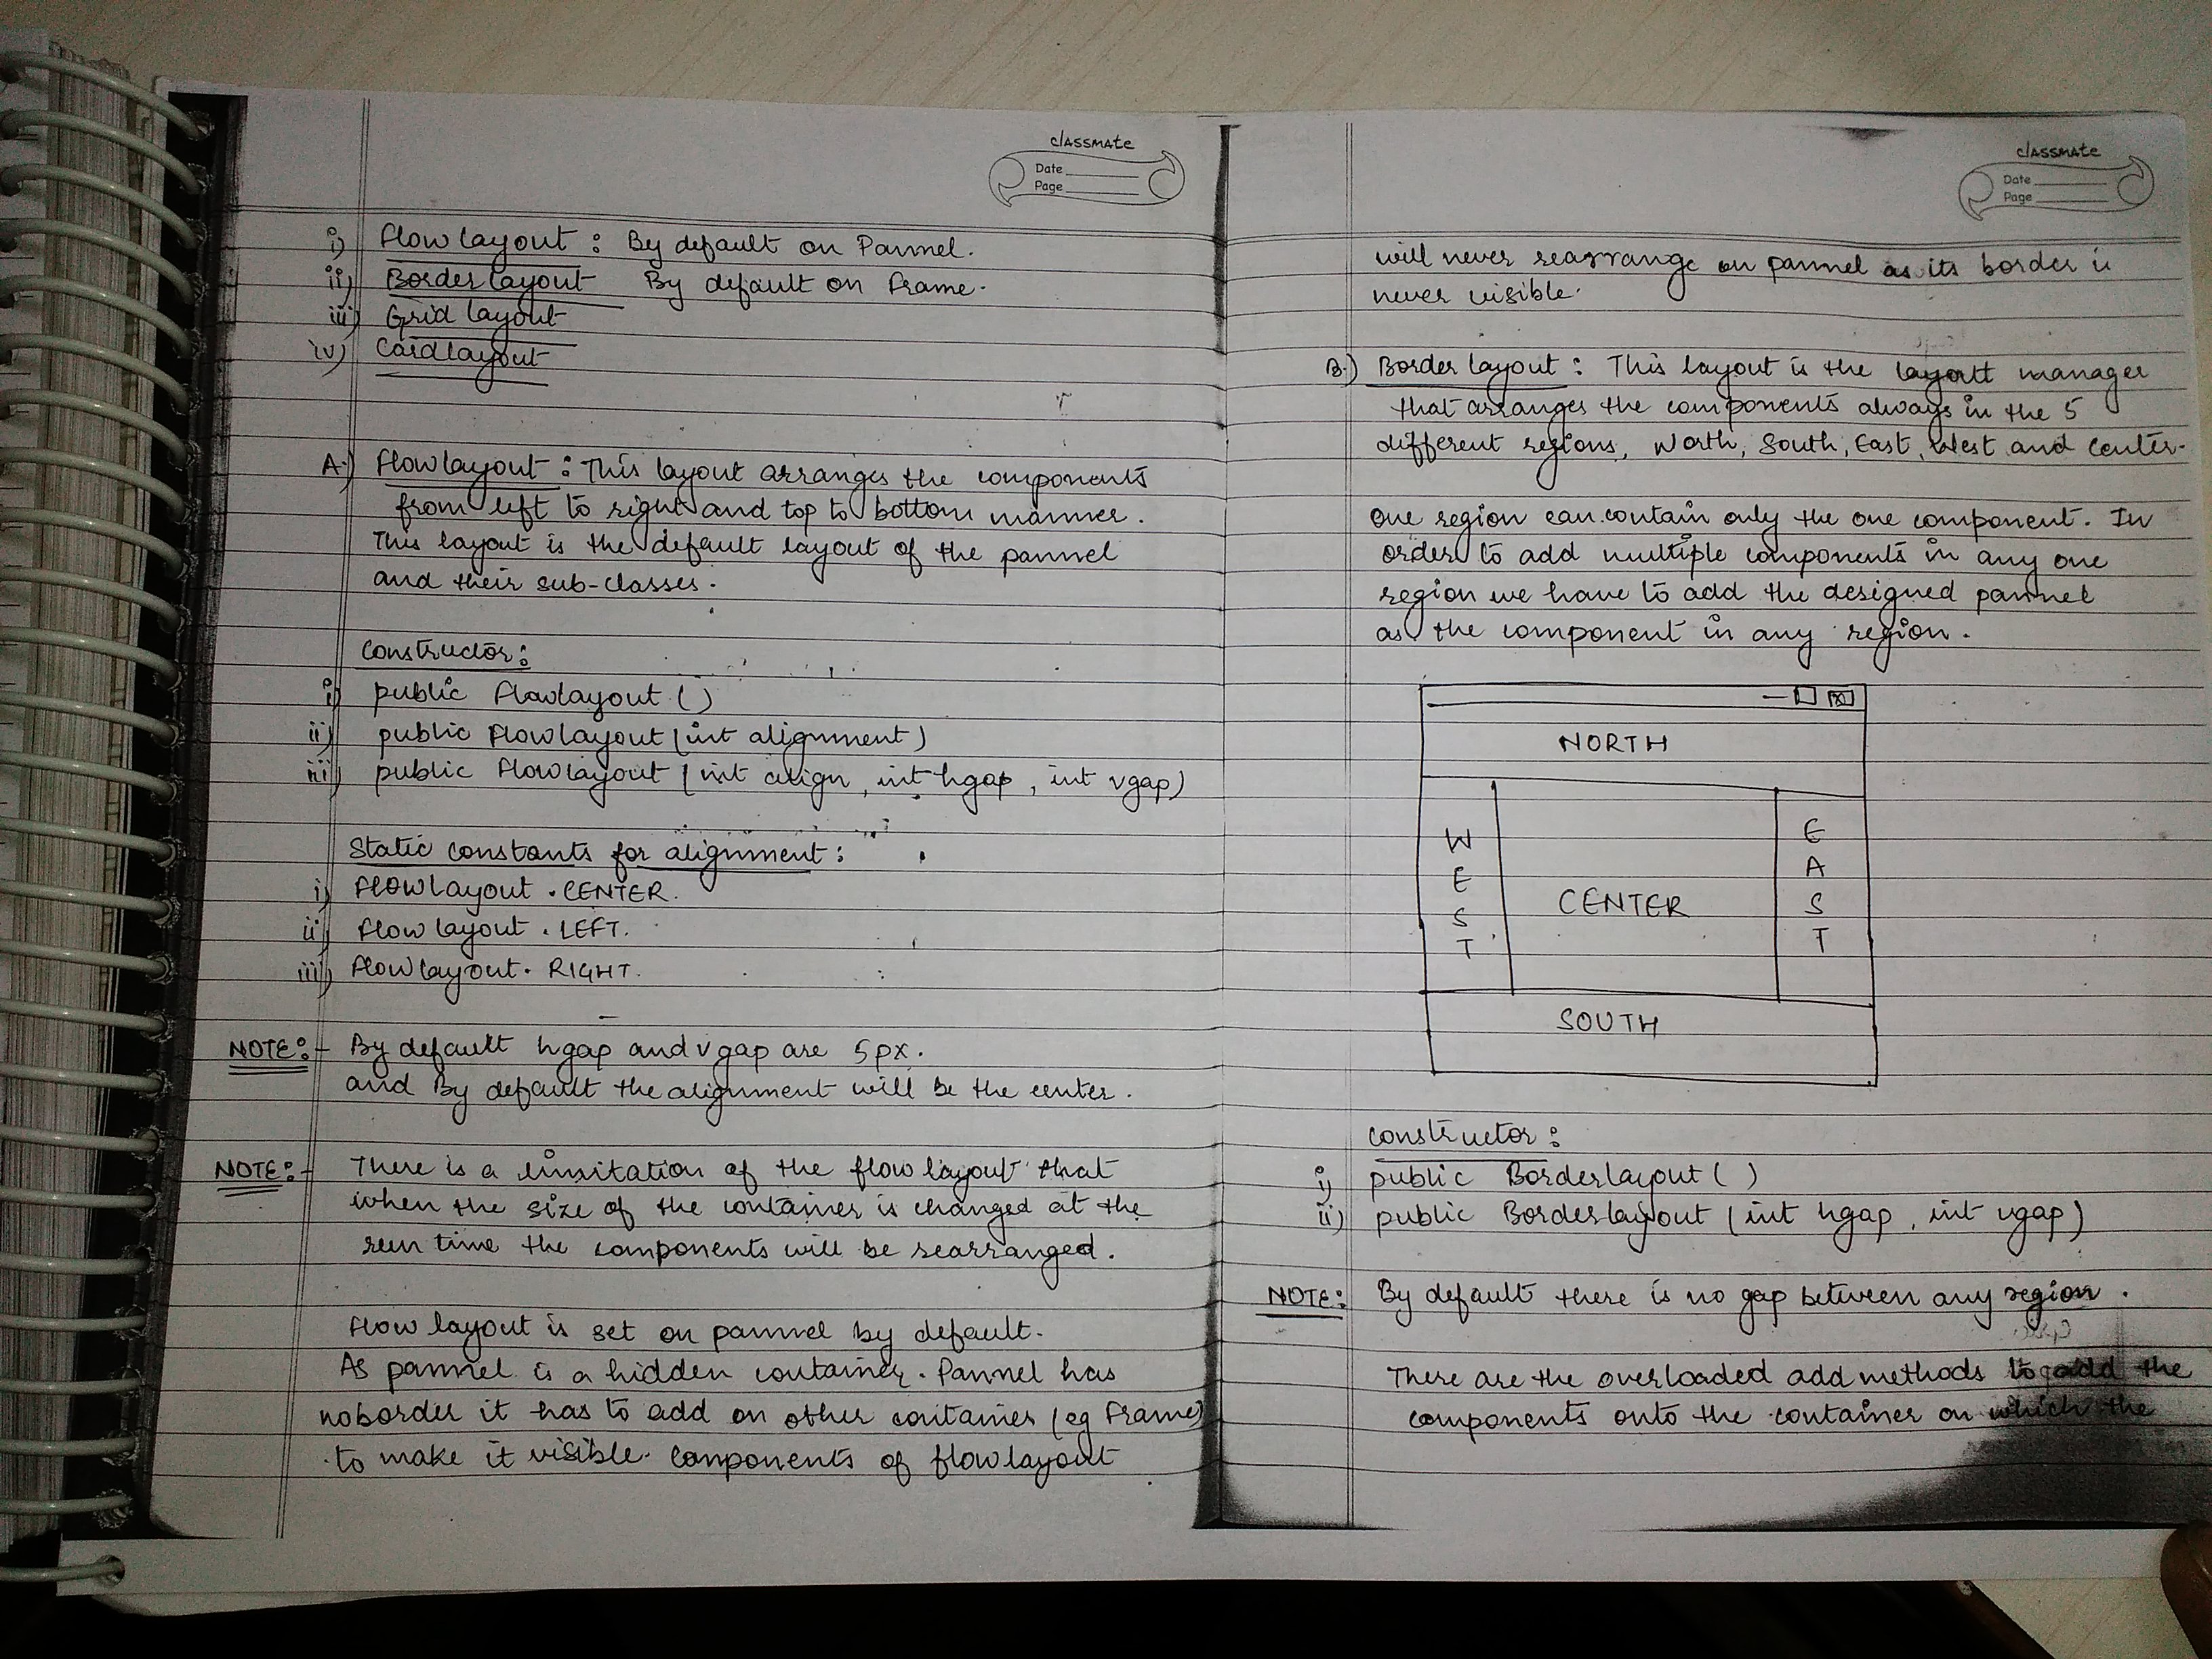 classmate
Date
Page
i) Flow layout : By default on Pannel.
ii) Border layout By default on Frame.
iii) Grid layout
iv) Cardlayout
A.) Flowlayout : This layout arranges the components
from left to right and top to bottom manner.
This layout is the default layout of the pannel
and their sub-classes.
Constructor:
i) public Flowlayout ( )
ii) public Flowlayout (int alignment)
iii) public Flowlayout (int align, int hgap, int vgap)
Static constants for alignment :
i) Flowlayout . CENTER.
ii) Flow layout . LEFT.
iii) Flowlayout . RIGHT.
NOTE:- By default hgap and vgap are 5px.
and By default the alignment will be the center.
NOTE:- There is a limitation of the flow layout that
when the size of the container is changed at the
run time the components will be rearranged.
Flow layout is set on pannel by default.
As pannel is a hidden container. Pannel has
noborder it has to add on other container (eg Frame)
to make it visible. Components of flowlayout
classmate
Date
Page
will never rearrange on pannel as its border is
never visible.
B.) Border layout : This layout is the layout manager
that arranges the components always in the 5
different regions, North, South, East, West and Center.
One region can contain only the one component. In
order to add multiple components in any one
region we have to add the designed pannel
as the component in any region.
NORTH
WEST
CENTER
EAST
SOUTH
Constructor :
i) public Borderlayout ( )
ii) public Borderlayout (int hgap, int vgap)
NOTE: By default there is no gap between any region.
There are the overloaded add methods to add the
components onto the container on which the